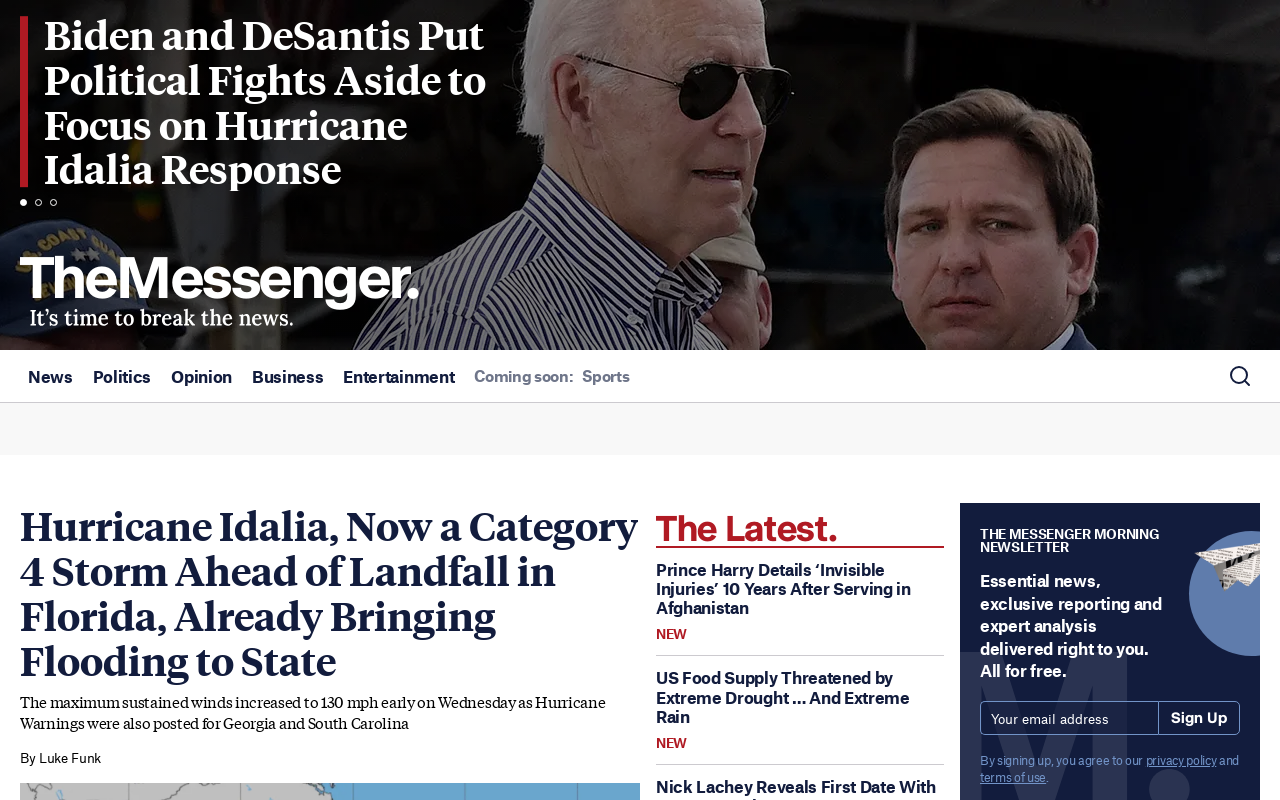 Biden and DeSantis Put
Political Fights Aside to
Focus on Hurricane
Idalia Response
TheMessenger.
It's time to break the news.
News Politics Opinion Business Entertainment Coming soon: Sports
Hurricane Idalia, Now a Category
4 Storm Ahead of Landfall in
Florida, Already Bringing
Flooding to State
The maximum sustained winds increased to 130 mph early on Wednesday as Hurricane
Warnings were also posted for Georgia and South Carolina
By Luke Funk
The Latest.
Prince Harry Details ‘Invisible
Injuries’ 10 Years After Serving in
Afghanistan
NEW
US Food Supply Threatened by
Extreme Drought ... And Extreme
Rain
NEW
Nick Lachey Reveals First Date With
THE MESSENGER MORNING
NEWSLETTER
Essential news,
exclusive reporting and
expert analysis
delivered right to you.
All for free.
Your email address Sign Up
By signing up, you agree to our privacy policy and
terms of use.
M.